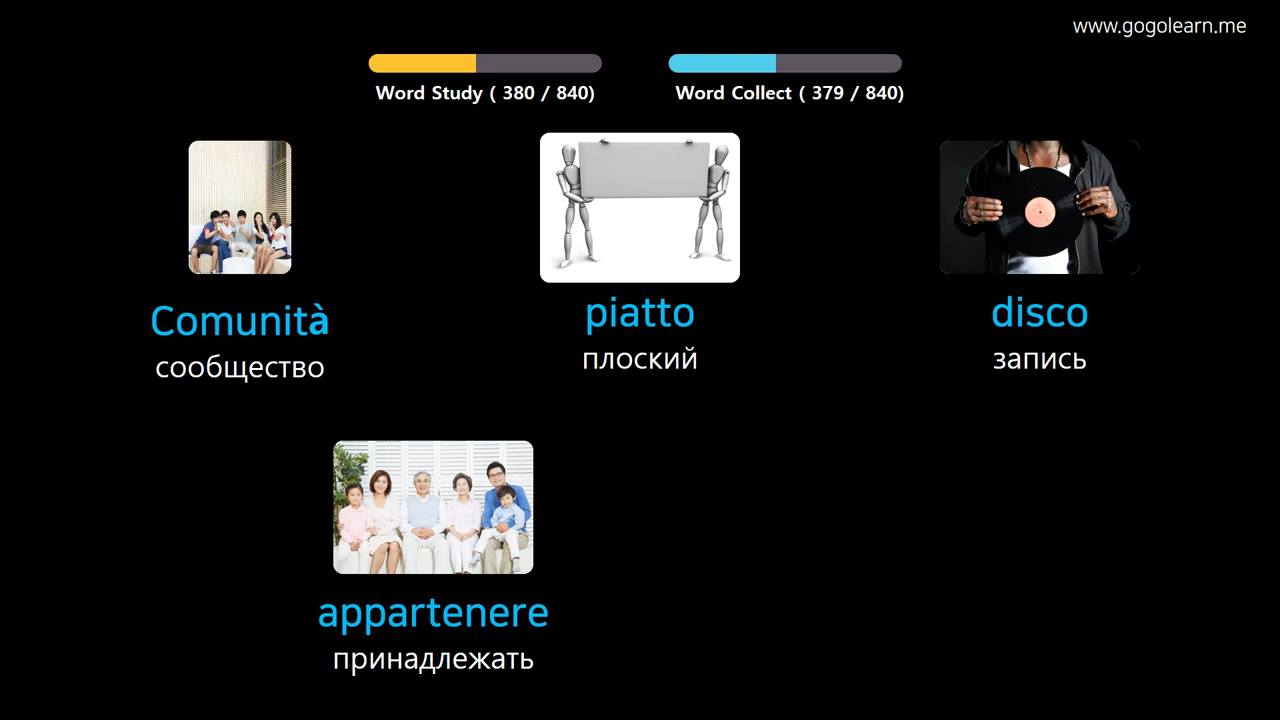 www.gogolearn.me
Word Study ( 380 / 840)
Word Collect ( 379 / 840)
Comunità
сообщество
piatto
плоский
disco
запись
appartenere
принадлежать